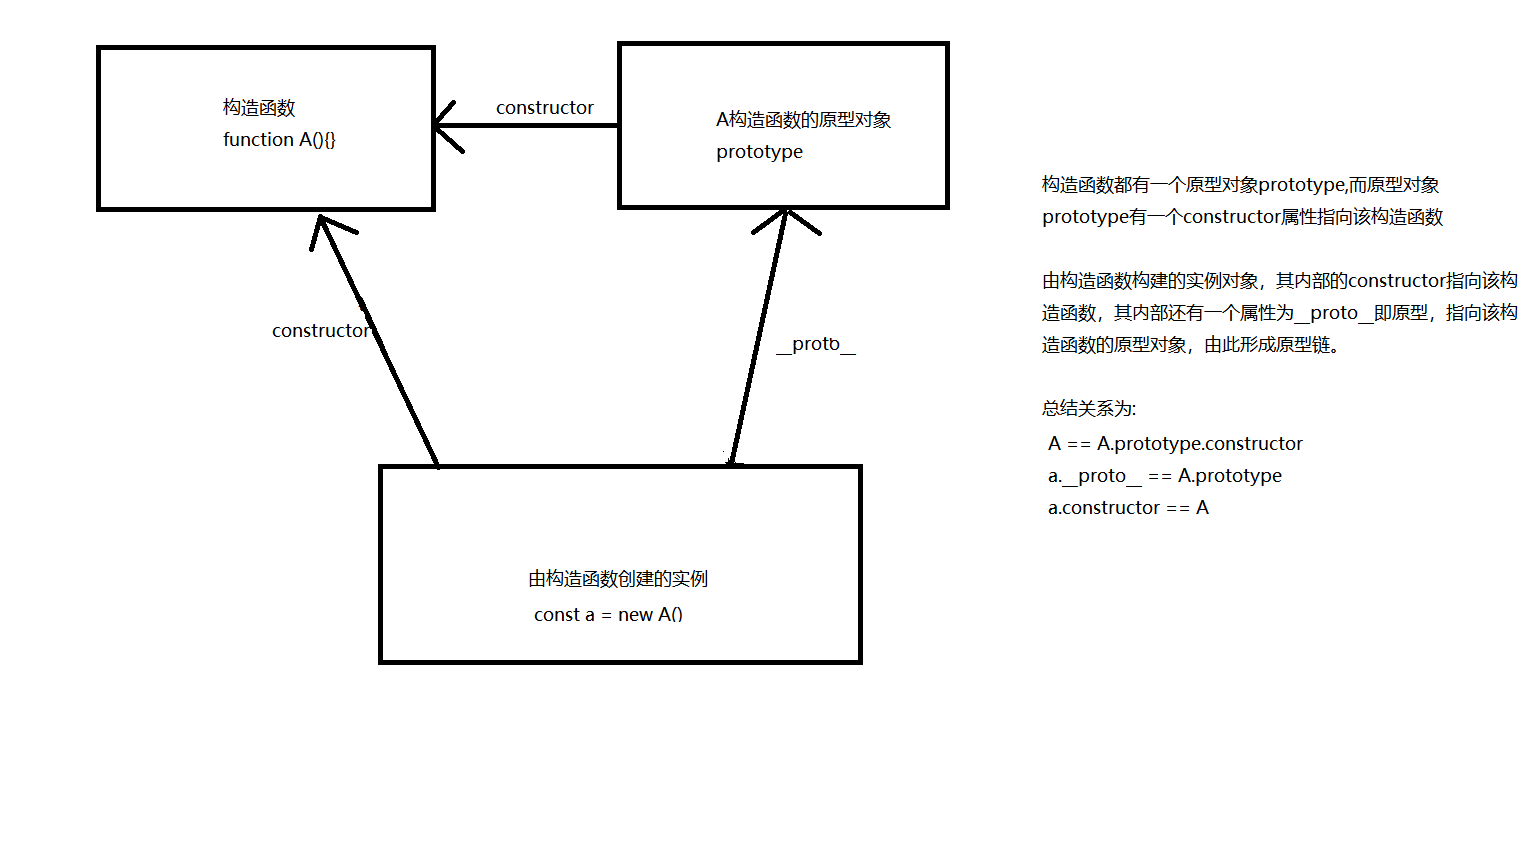 构造函数
function A(){}
constructor
A构造函数的原型对象
prototype
constructor
__proto__
由构造函数创建的实例
const a = new A()
构造函数都有一个原型对象prototype,而原型对象
prototype有一个constructor属性指向该构造函数
由构造函数构建的实例对象，其内部的constructor指向该构
造函数，其内部还有一个属性为__proto__即原型，指向该构
造函数的原型对象，由此形成原型链。
总结关系为:
A == A.prototype.constructor
a.__proto__ == A.prototype
a.constructor == A